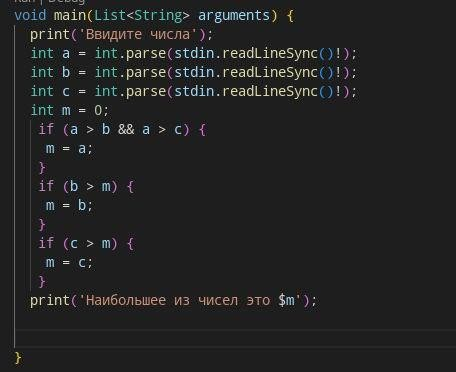 Run | Debug
void main(List<String> arguments) {
print('Ввидите числа');
int a = int.parse(stdin.readLineSync()!);
int b = int.parse(stdin.readLineSync()!);
int c = int.parse(stdin.readLineSync()!);
int m = 0;
if (a > b && a > c) {
m = a;
}
if (b > m) {
m = b;
}
if (c > m) {
m = c;
}
print('Наибольшее из чисел это $m');
}